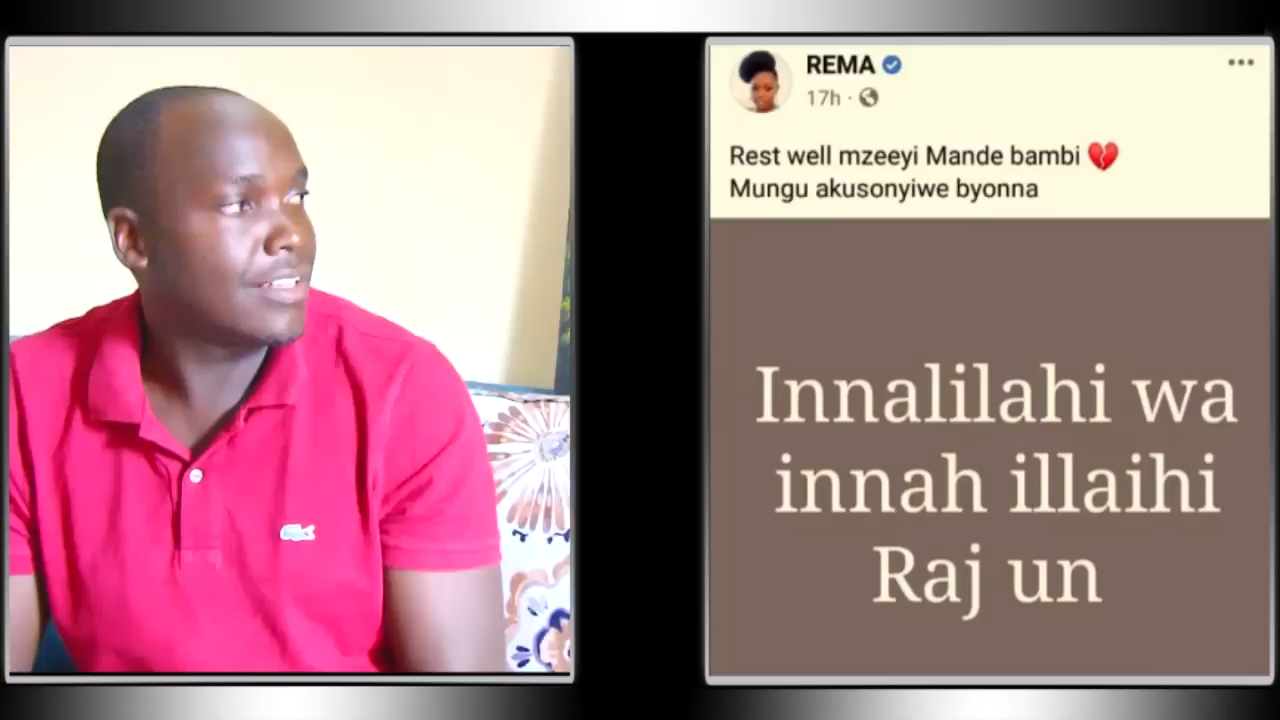 REMA
17h ·
Rest well mzeeyi Mande bambi 💔
Mungu akusonyiwe byonna
Innalilahi wa
innah illaihi
Raj un